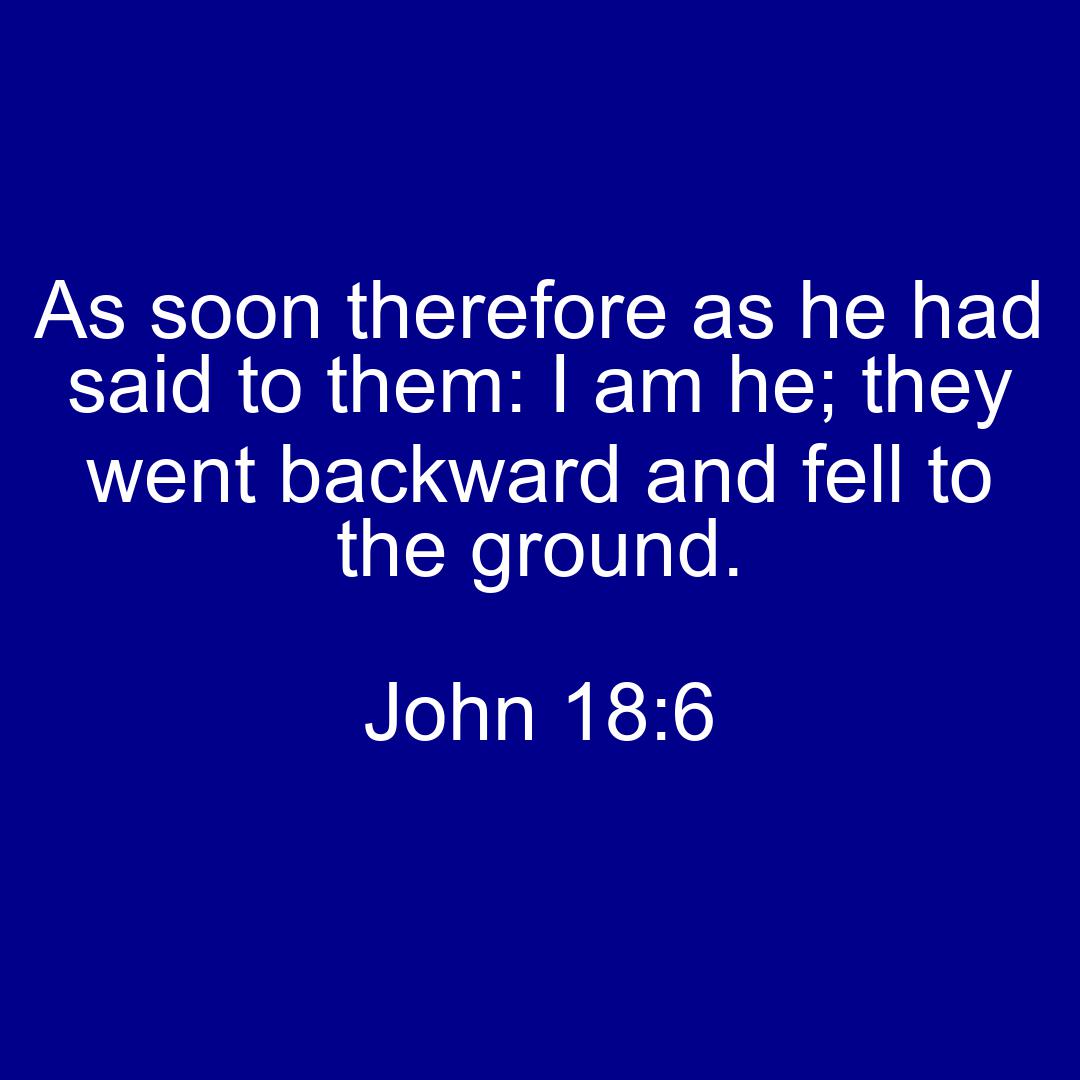 As soon therefore as he had
said to them: I am he; they
went backward and fell to
the ground.
John 18:6